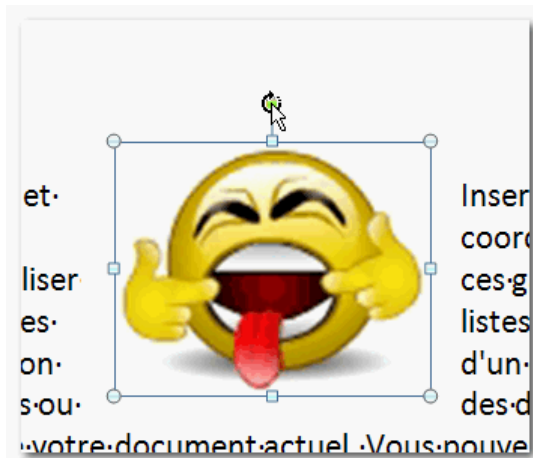 et· Inser
coord
liser· ces·g
es· listes
on· d'un·
s·ou· des·d
·votre·document·actuel.·Vous·pouve